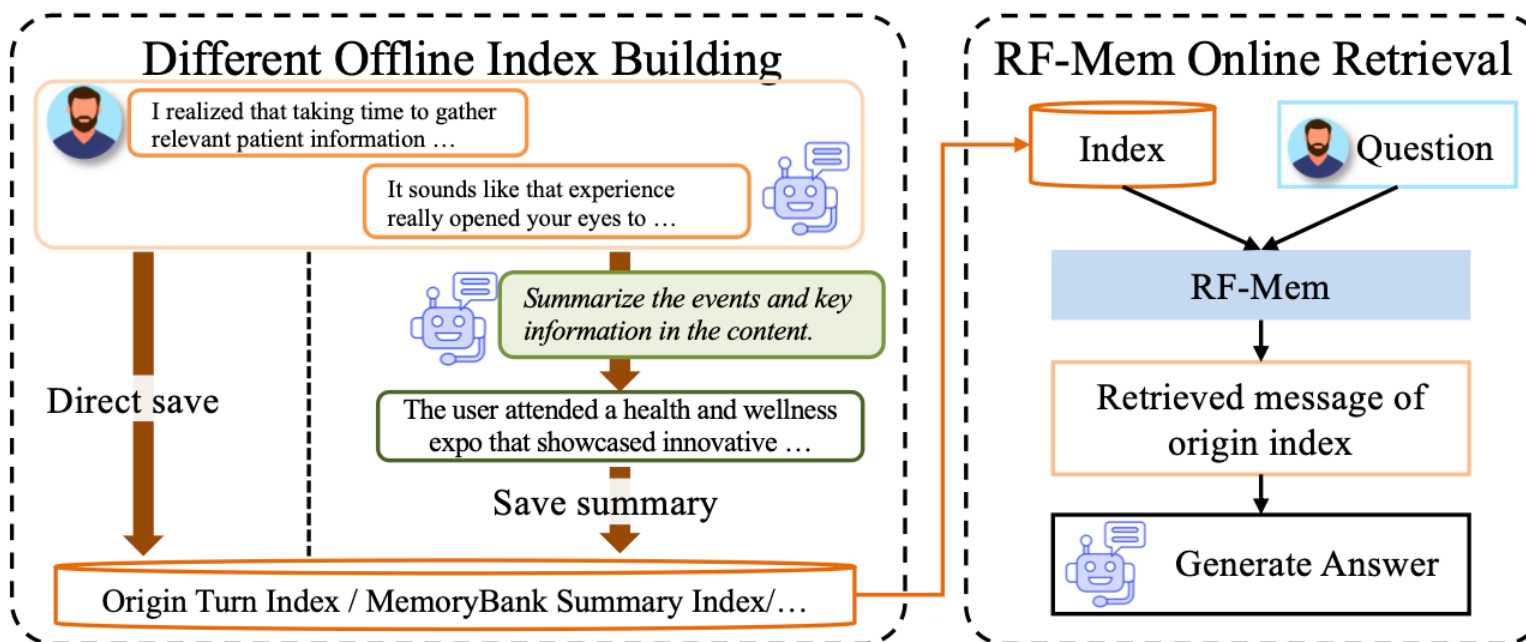 Different Offline Index Building
I realized that taking time to gather
relevant patient information …
It sounds like that experience
really opened your eyes to …
Summarize the events and key
information in the content.
Direct save
The user attended a health and wellness
expo that showcased innovative …
Save summary
Origin Turn Index / MemoryBank Summary Index/…
RF-Mem Online Retrieval
Index
Question
RF-Mem
Retrieved message of
origin index
Generate Answer